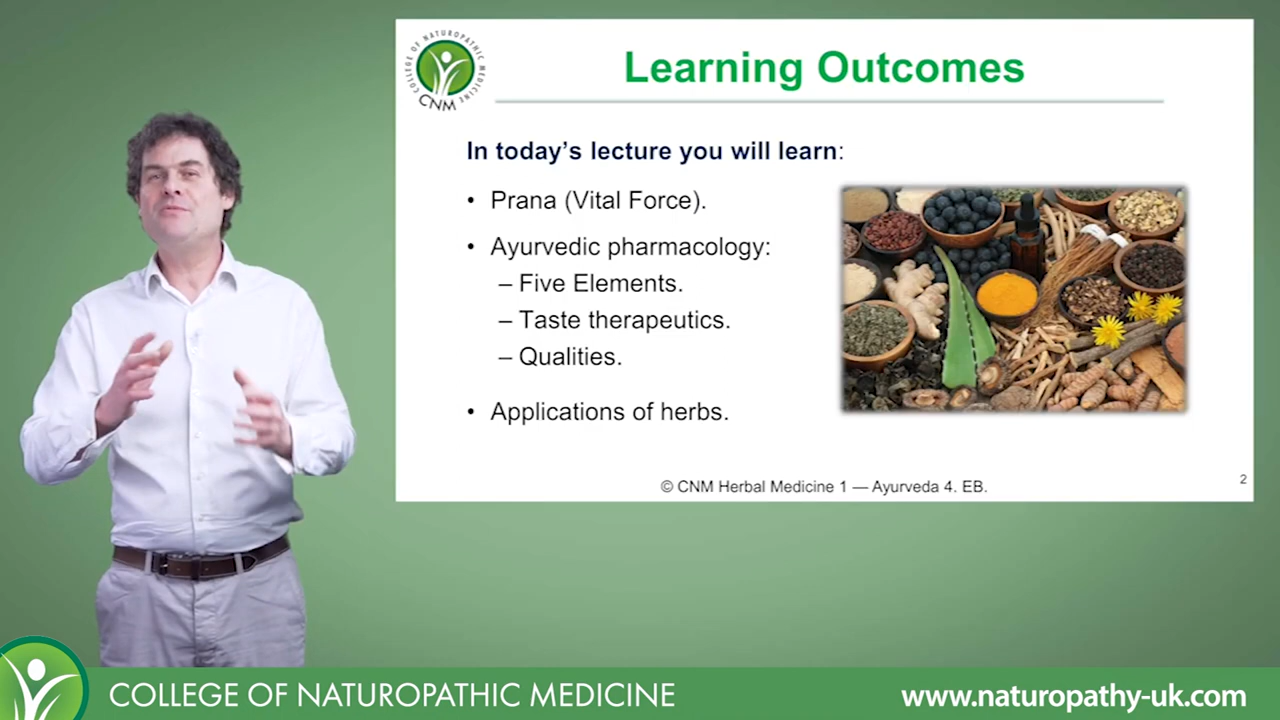 COLLEGE OF NATUROPATHIC MEDICINE
CNM
Learning Outcomes
In today's lecture you will learn:
• Prana (Vital Force).
• Ayurvedic pharmacology:
– Five Elements.
– Taste therapeutics.
– Qualities.
• Applications of herbs.
© CNM Herbal Medicine 1 — Ayurveda 4. EB.
2
COLLEGE OF NATUROPATHIC MEDICINE
www.naturopathy-uk.com